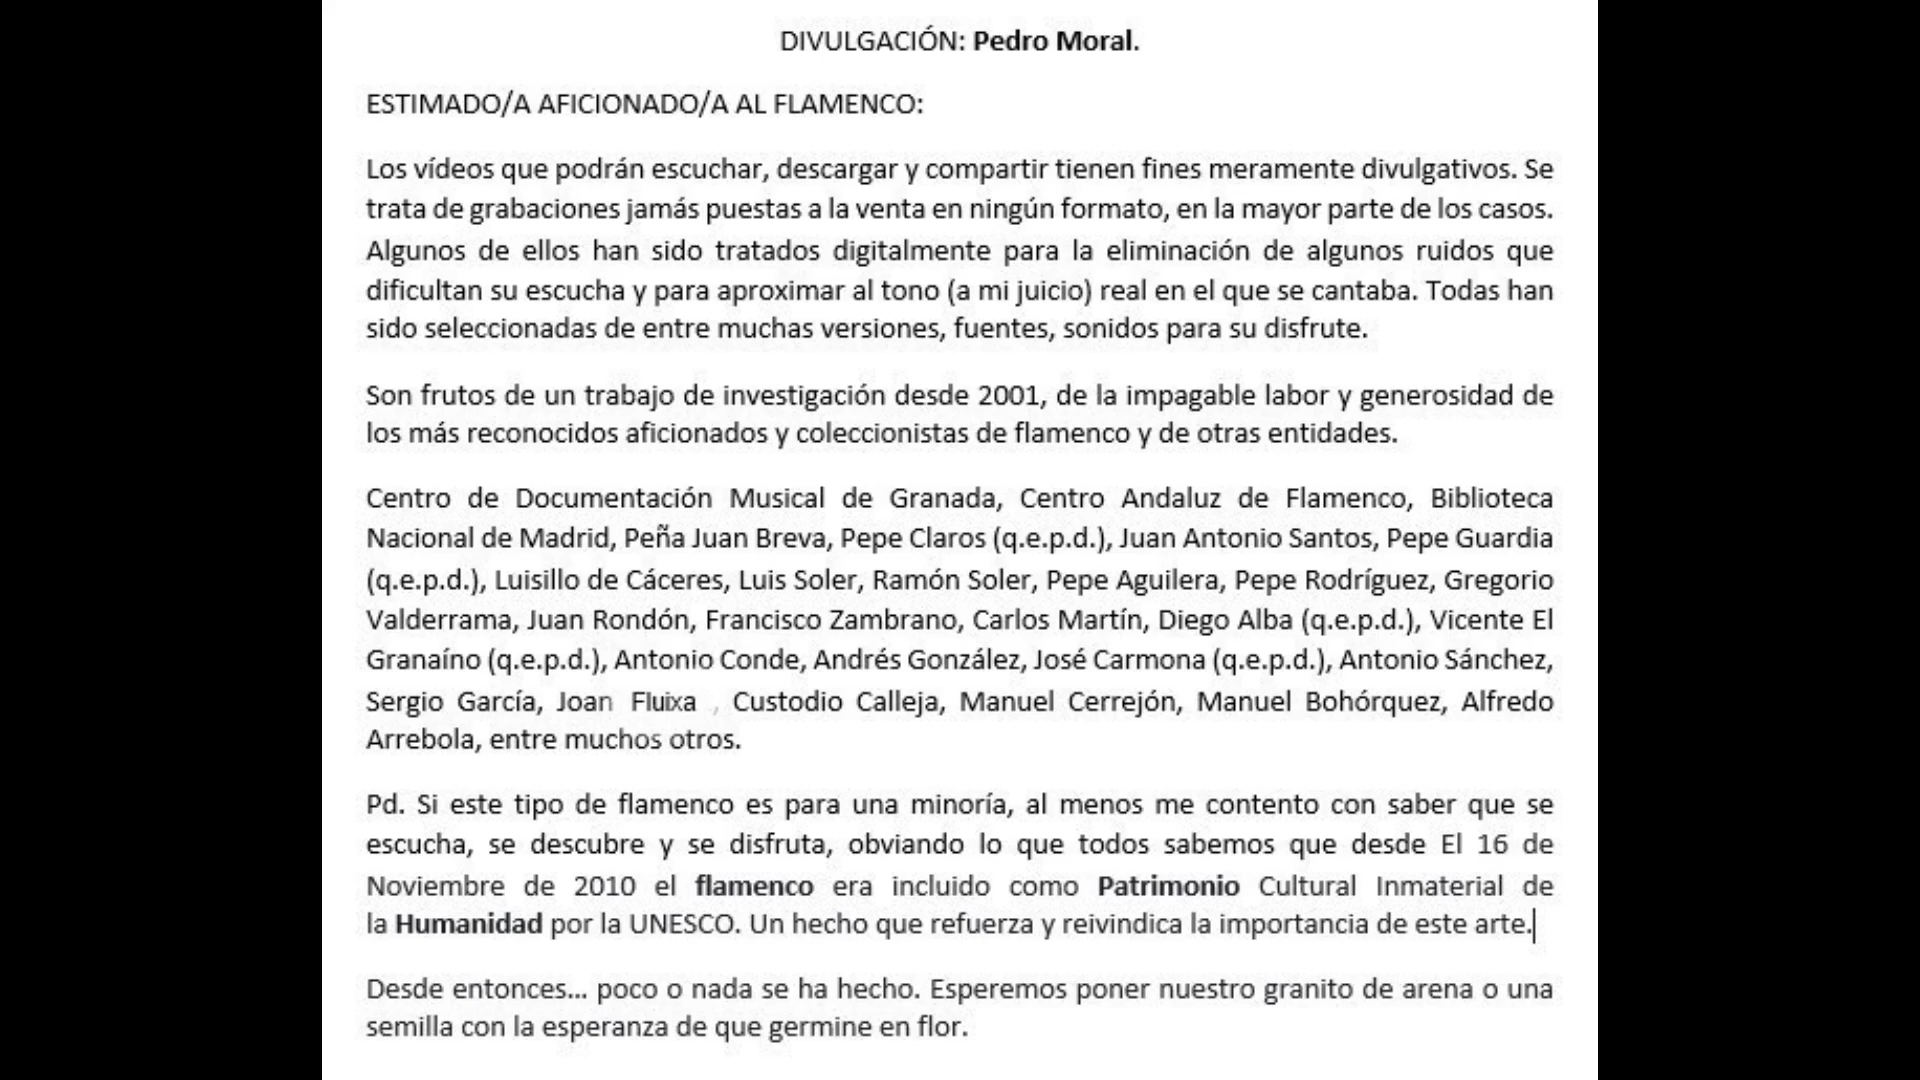 DIVULGACIÓN: Pedro Moral.
ESTIMADO/A AFICIONADO/A AL FLAMENCO:
Los vídeos que podrán escuchar, descargar y compartir tienen fines meramente divulgativos. Se
trata de grabaciones jamás puestas a la venta en ningún formato, en la mayor parte de los casos.
Algunos de ellos han sido tratados digitalmente para la eliminación de algunos ruidos que
dificultan su escucha y para aproximar al tono (a mi juicio) real en el que se cantaba. Todas han
sido seleccionadas de entre muchas versiones, fuentes, sonidos para su disfrute.
Son frutos de un trabajo de investigación desde 2001, de la impagable labor y generosidad de
los más reconocidos aficionados y coleccionistas de flamenco y de otras entidades.
Centro de Documentación Musical de Granada, Centro Andaluz de Flamenco, Biblioteca
Nacional de Madrid, Peña Juan Breva, Pepe Claros (q.e.p.d.), Juan Antonio Santos, Pepe Guardia
(q.e.p.d.), Luisillo de Cáceres, Luis Soler, Ramón Soler, Pepe Aguilera, Pepe Rodríguez, Gregorio
Valderrama, Juan Rondón, Francisco Zambrano, Carlos Martín, Diego Alba (q.e.p.d.), Vicente El
Granaíno (q.e.p.d.), Antonio Conde, Andrés González, José Carmona (q.e.p.d.), Antonio Sánchez,
Sergio García, Joan Fluixa , Custodio Calleja, Manuel Cerrejón, Manuel Bohórquez, Alfredo
Arrebola, entre muchos otros.
Pd. Si este tipo de flamenco es para una minoría, al menos me contento con saber que se
escucha, se descubre y se disfruta, obviando lo que todos sabemos que desde El 16 de
Noviembre de 2010 el flamenco era incluido como Patrimonio Cultural Inmaterial de
la Humanidad por la UNESCO. Un hecho que refuerza y reivindica la importancia de este arte.
Desde entonces... poco o nada se ha hecho. Esperemos poner nuestro granito de arena o una
semilla con la esperanza de que germine en flor.